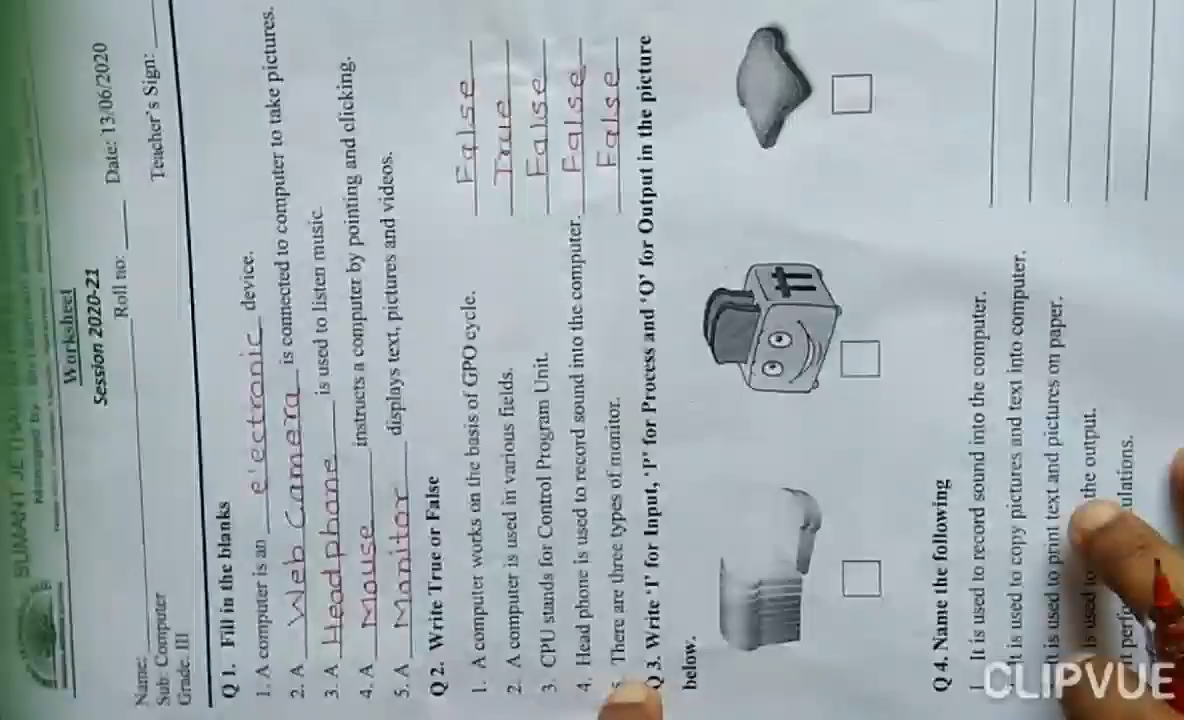 SUMANT JETHAL
Managed by
Worksheet
Session 2020-21
Name: Roll no: Date: 13/06/2020
Sub: Computer Teacher's Sign:
Grade. III
Q 1. Fill in the blanks
1. A computer is an electronic device.
2. A Web Camera is connected to computer to take pictures.
3. A Headphone is used to listen music
4. A Mouse instructs a computer by pointing and clicking.
5. A Monitor displays text, pictures and videos.
Q 2. Write True or False
1. A computer works on the basis of GPO cycle. False
2. A computer is used in various fields. True
3. CPU stands for Control Program Unit. False
4. Head phone is used to record sound into the computer. False
There are three types of monitor. False
Q 3. Write 'I' for Input, 'P' for Process and 'O' for Output in the picture
below.
Q 4. Name the following
It is used to record sound into the computer.
It is used to copy pictures and text into computer.
it is used to print text and pictures on paper.
is used the output.
it ulations.
CLIPVUE